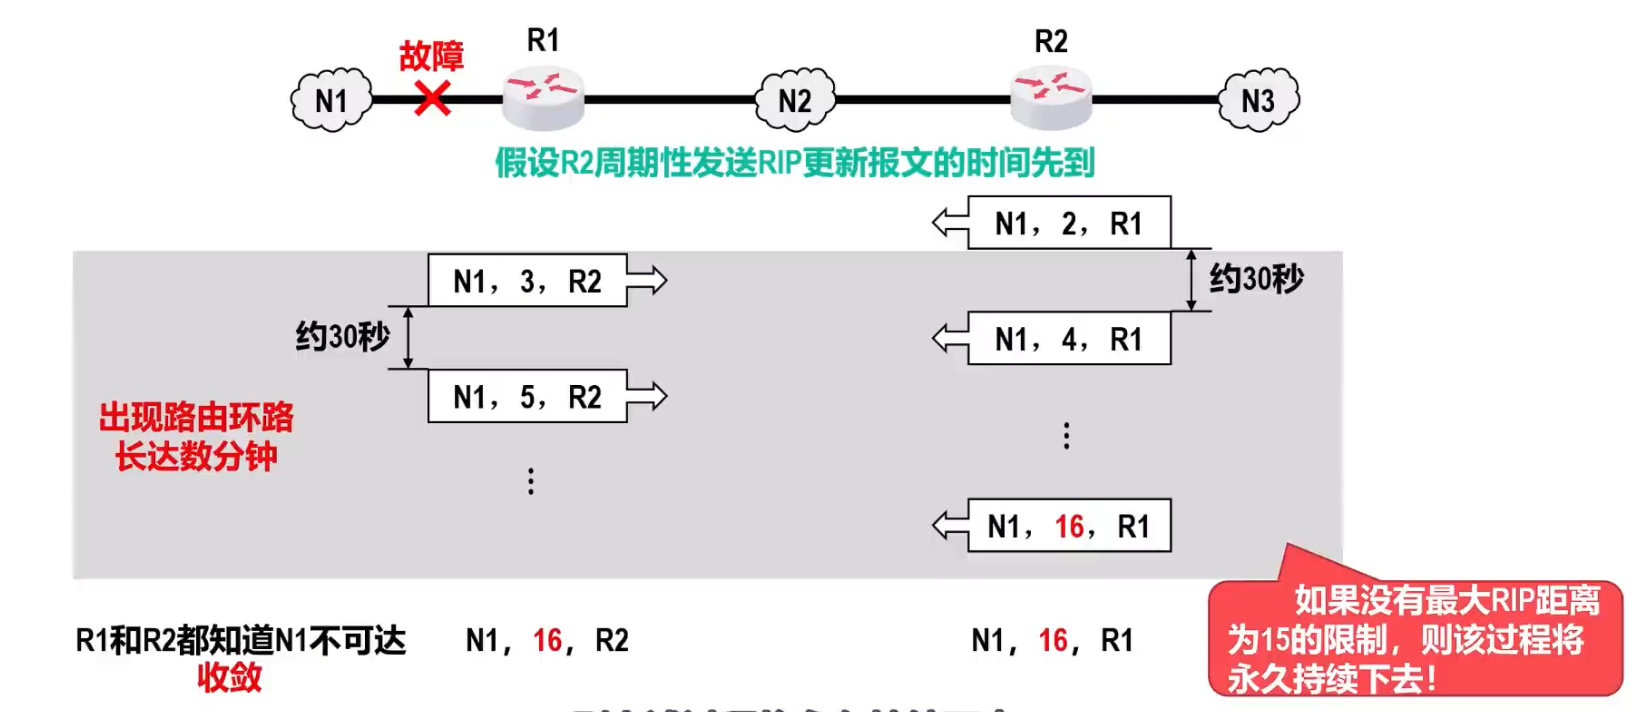 R1
R2
故障
N1
N2
N3
假设R2周期性发送RIP更新报文的时间先到
N1，2，R1
N1，3，R2
约30秒
约30秒
N1，4，R1
N1，5，R2
出现路由环路
长达数分钟
⋮
⋮
N1，16，R1
如果没有最大RIP距离
为15的限制，则该过程将
永久持续下去！
R1和R2都知道N1不可达
收敛
N1，16，R2
N1，16，R1